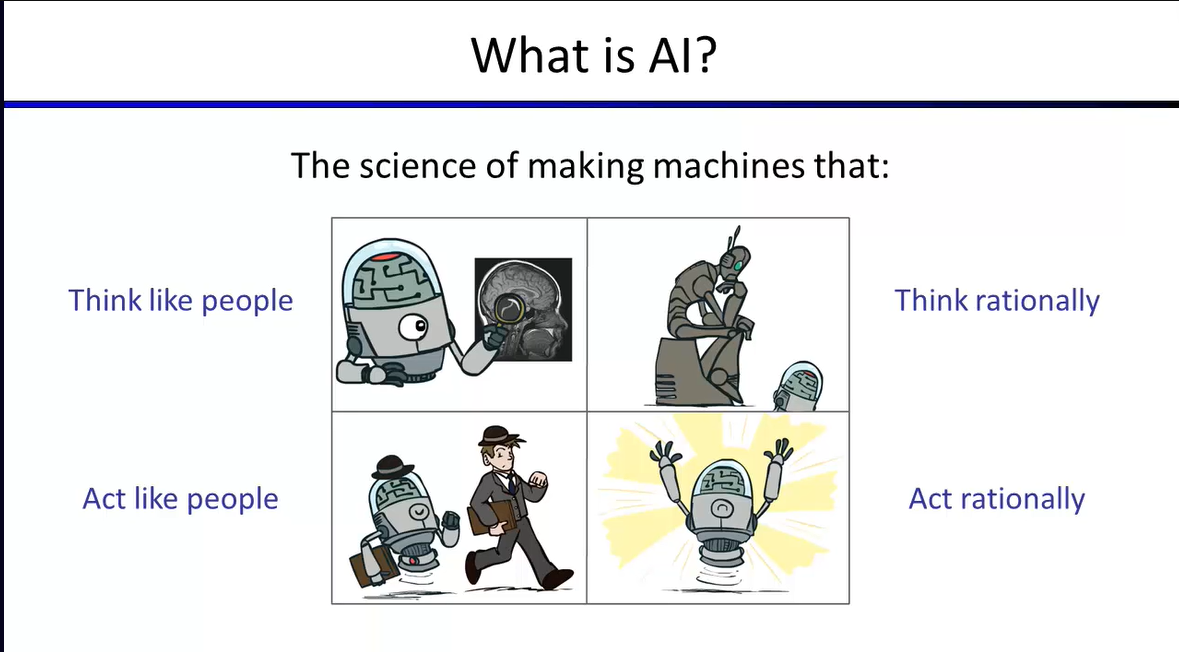 What is AI?
The science of making machines that:
Think like people
Think rationally
Act like people
Act rationally